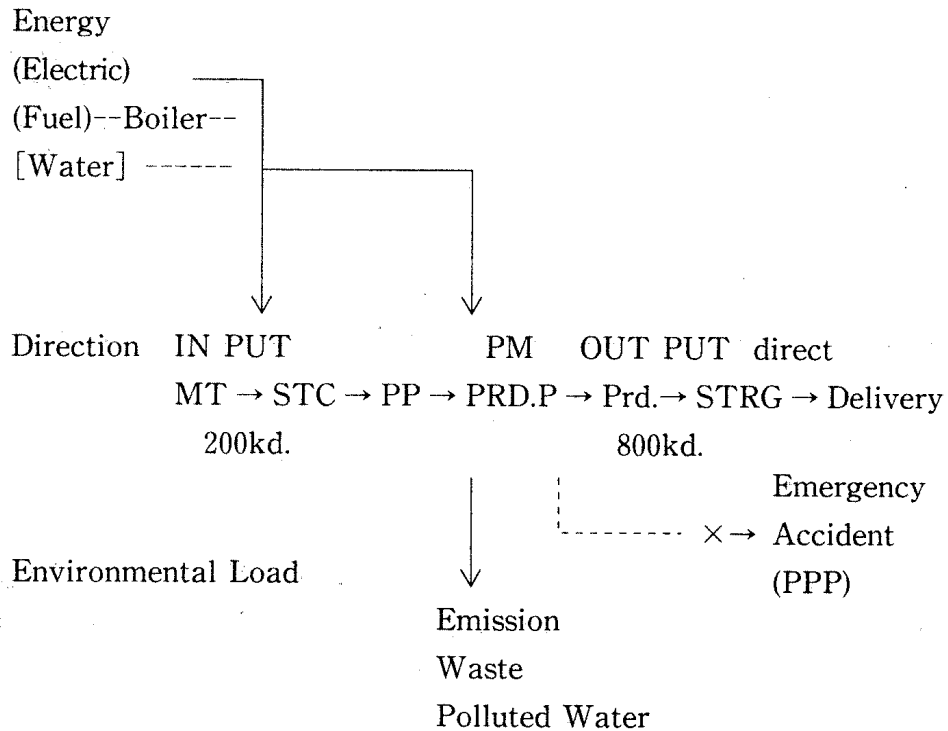 Energy
(Electric)
(Fuel)--Boiler--
[Water] ------
Direction IN PUT PM OUT PUT direct
MT → STC → PP → PRD.P → Prd.→ STRG → Delivery
200kd. 800kd.
Emergency
× → Accident
Environmental Load
(PPP)
Emission
Waste
Polluted Water